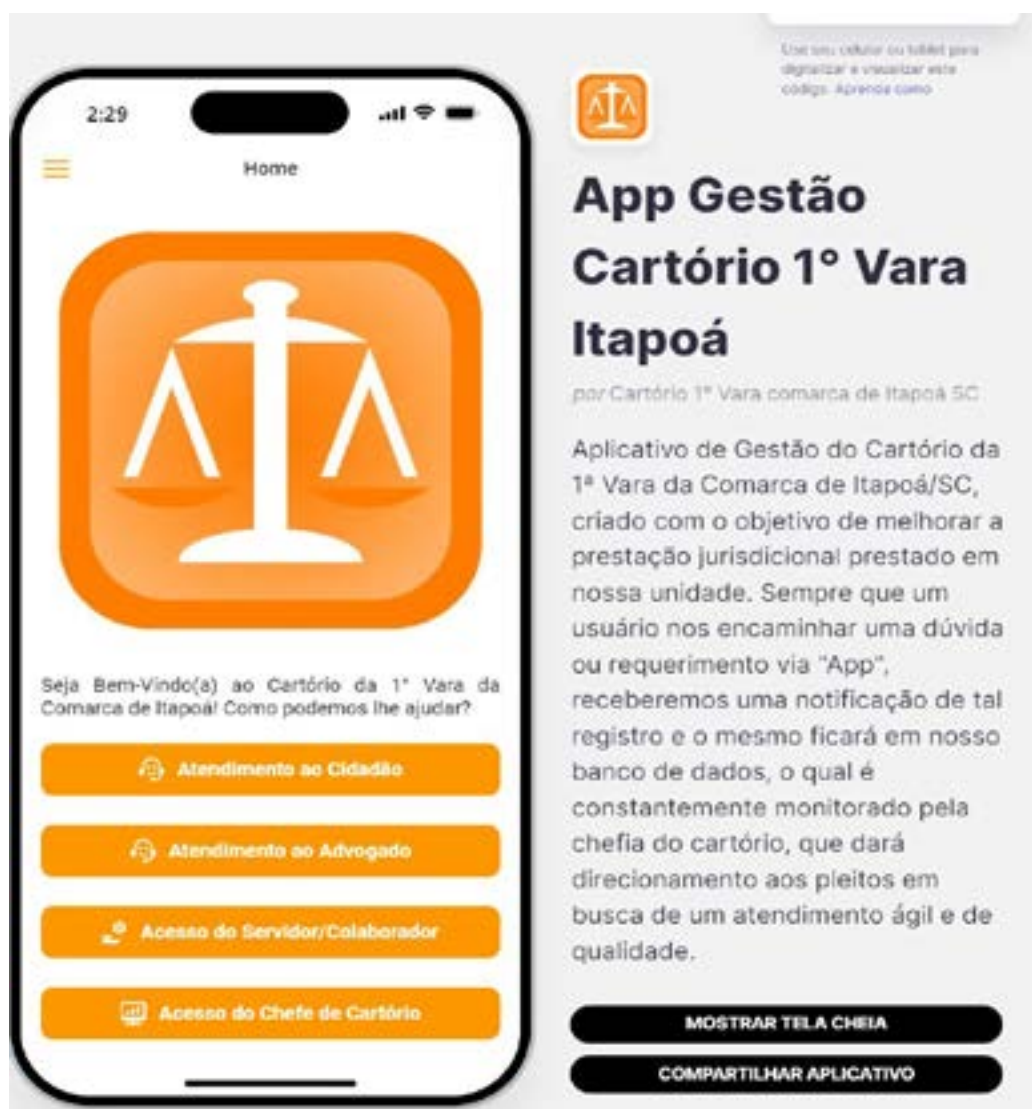 2:29
Home
Seja Bem-Vindo(a) ao Cartório da 1° Vara da
Comarca de Itapoá! Como podemos lhe ajudar?
Atendimento ao Cidadão
Atendimento ao Advogado
Acesso do Servidor/Colaborador
Acesso do Chefe de Cartório
Use seu celular ou tablet para
digitalizar e visualizar este
código. Aprenda como
App Gestão
Cartório 1° Vara
Itapoá
por Cartório 1° Vara comarca de Itapoá SC
Aplicativo de Gestão do Cartório da
1ª Vara da Comarca de Itapoá/SC,
criado com o objetivo de melhorar a
prestação jurisdicional prestado em
nossa unidade. Sempre que um
usuário nos encaminhar uma dúvida
ou requerimento via "App",
receberemos uma notificação de tal
registro e o mesmo ficará em nosso
banco de dados, o qual é
constantemente monitorado pela
chefia do cartório, que dará
direcionamento aos pleitos em
busca de um atendimento ágil e de
qualidade.
MOSTRAR TELA CHEIA
COMPARTILHAR APLICATIVO